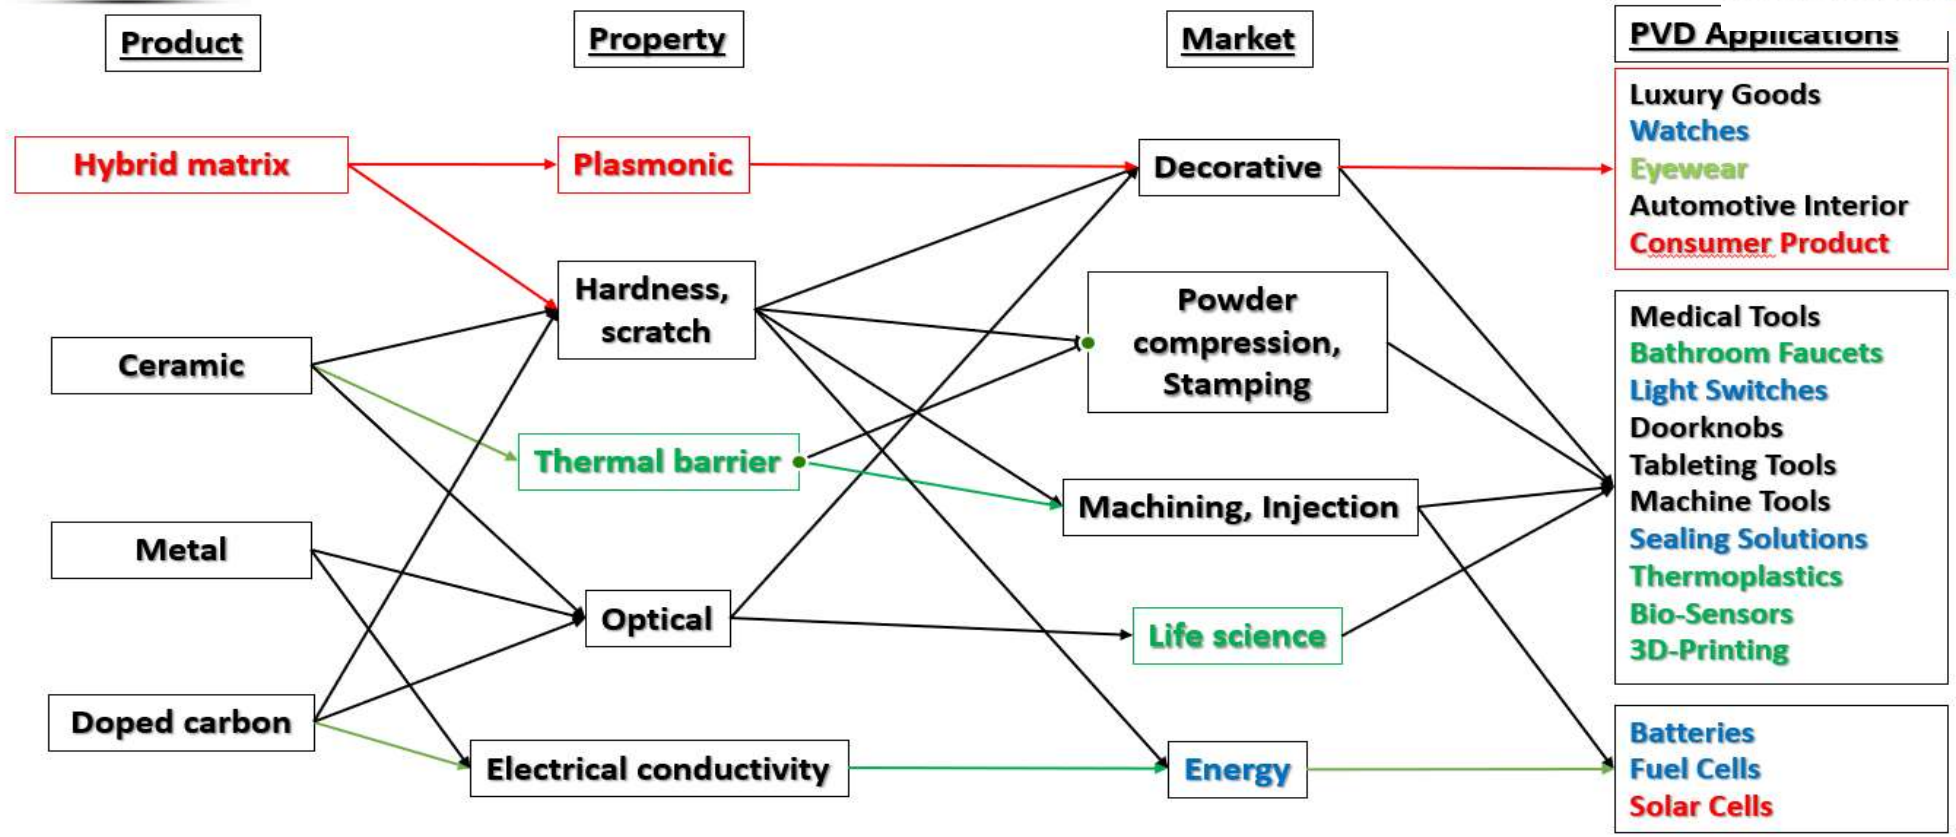 Product
Property
Market
PVD Applications
Hybrid matrix
Plasmonic
Decorative
Luxury Goods
Watches
Eyewear
Automotive Interior
Consumer Product
Ceramic
Hardness,
scratch
Powder
compression,
Stamping
Medical Tools
Bathroom Faucets
Light Switches
Doorknobs
Tableting Tools
Machine Tools
Sealing Solutions
Thermoplastics
Bio-Sensors
3D-Printing
Thermal barrier
Machining, Injection
Metal
Optical
Life science
Doped carbon
Electrical conductivity
Energy
Batteries
Fuel Cells
Solar Cells